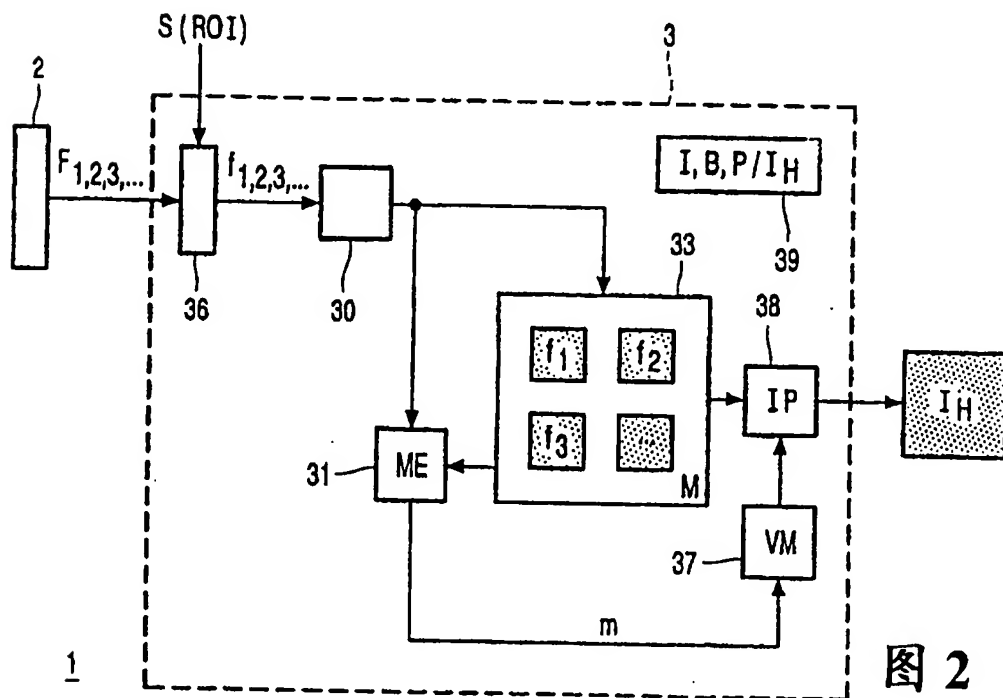 S(ROI)
3
2
F1,2,3,...
f1,2,3,...
I, B, P/IH
39
36
30
33
38
f1
f2
f3
...
M
IP
IH
31
ME
37
VM
m
1
图 2